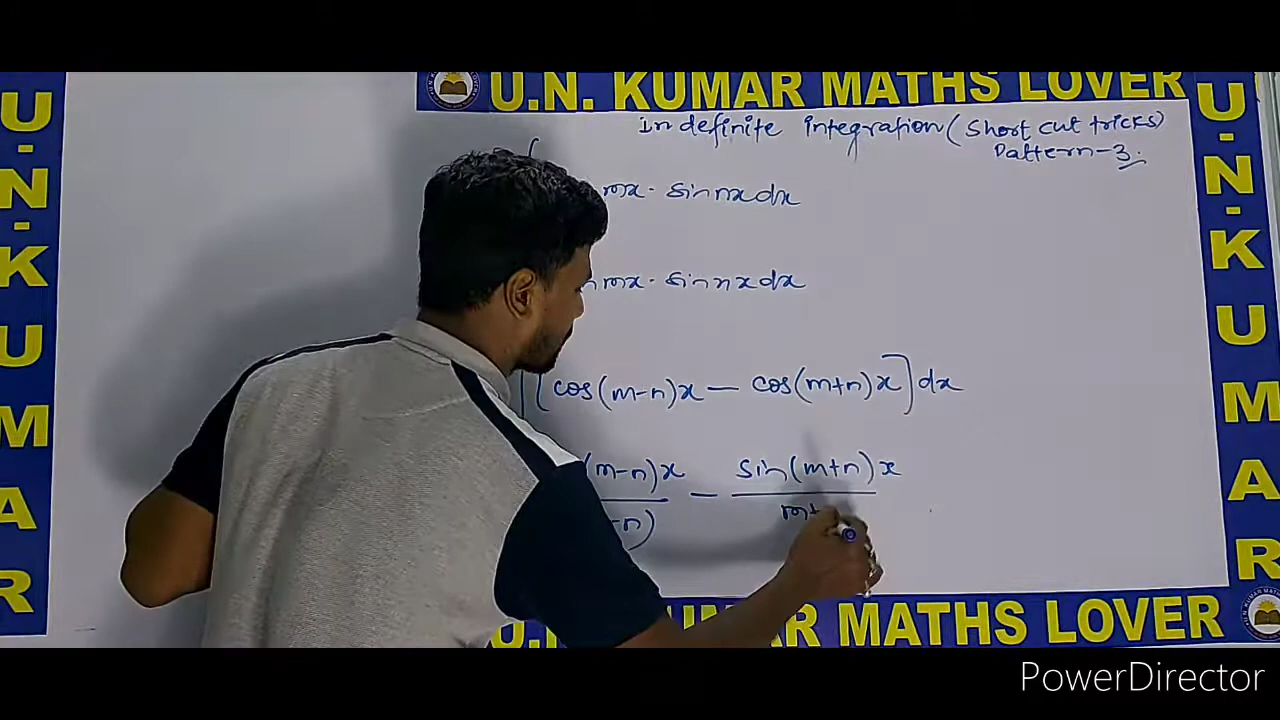 U.N. KUMAR MATHS LOVER
Indefinite integration (Short cut tricks)
Pattern-3.
mx · sin nx dx
mx · sin nx dx
[cos(m-n)x - cos(m+n)x] dx
(m-n)x - sin(m+n)x
-n) m+
U-N-KUMAR
U-N-KUMAR
KUMAR MATHS LOVER
PowerDirector